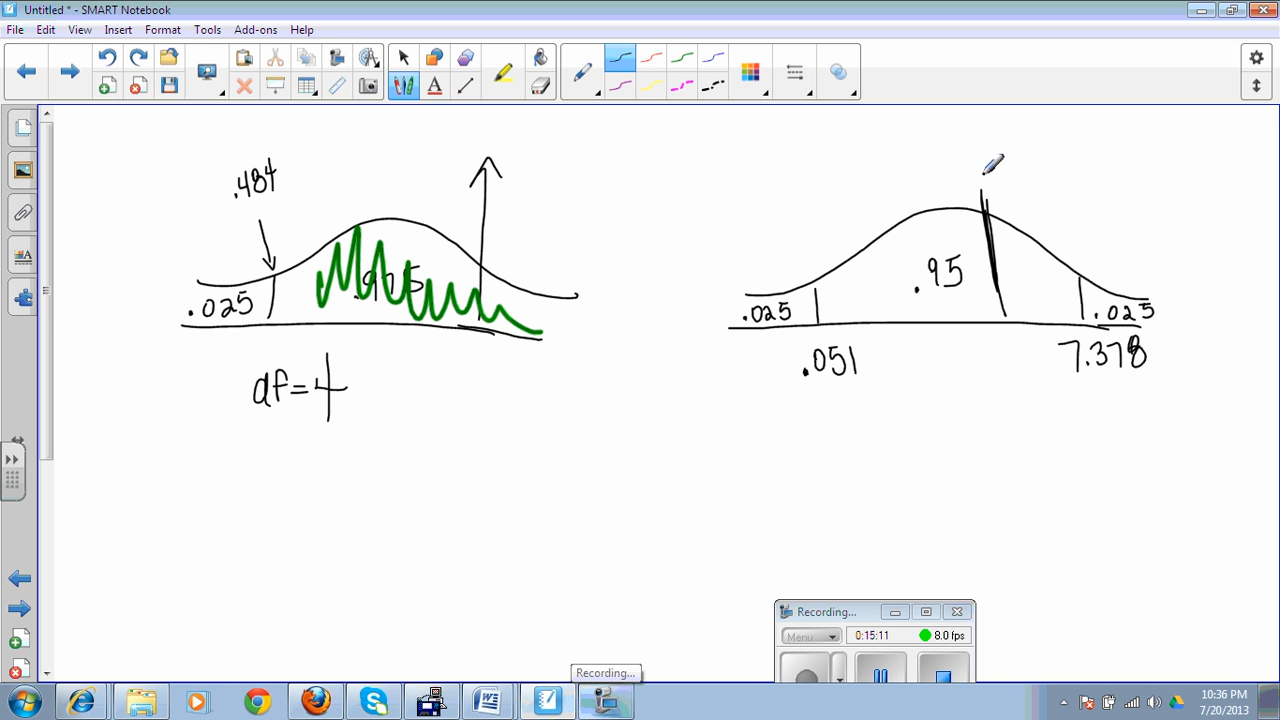 Untitled * - SMART Notebook
File Edit View Insert Format Tools Add-ons Help
.484
.025
.975
df=4
.025
.95
.025
.051
7.378
Recording...
Menu
0:15:11
8.0 fps
Recording...
10:36 PM
7/20/2013